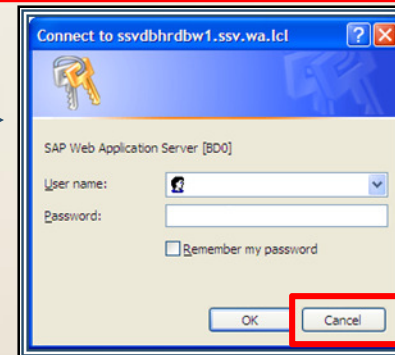 Connect to ssvdbhrdbw1.ssv.wa.lcl
SAP Web Application Server [BD0]
User name:
Password:
Remember my password
OK
Cancel